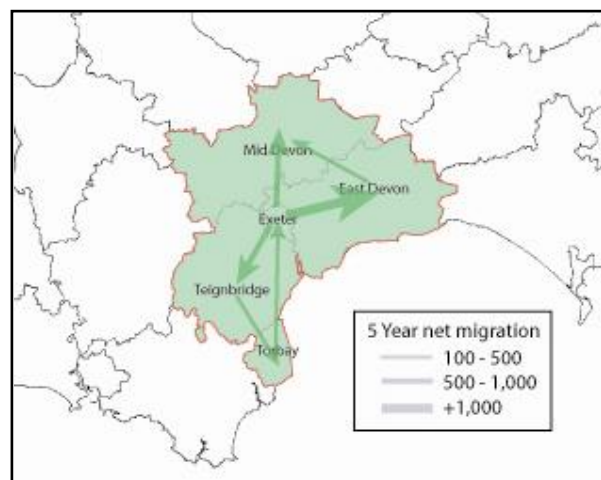 Mid Devon
East Devon
Exeter
Teignbridge
Torbay
5 Year net migration
100 - 500
500 - 1,000
+1,000